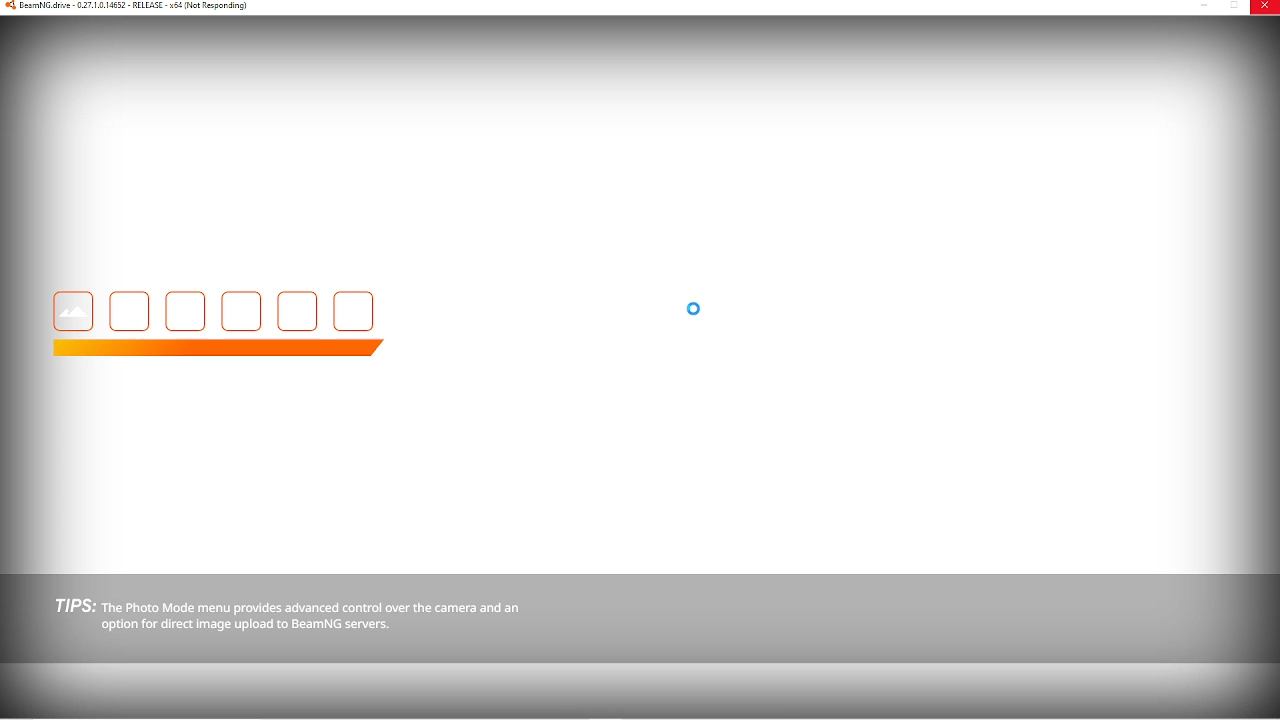 BeamNG.drive - 0.27.1.0.14652 - RELEASE - x64 (Not Responding)
TIPS: The Photo Mode menu provides advanced control over the camera and an
option for direct image upload to BeamNG servers.